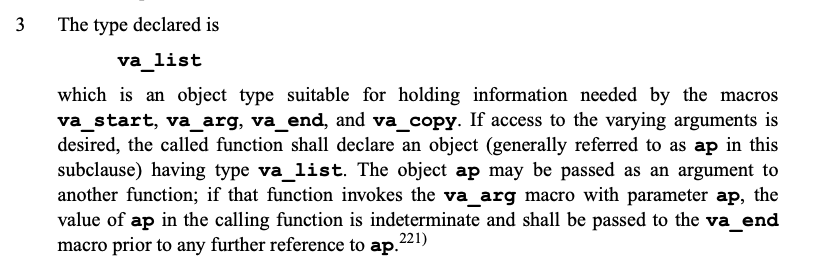 3 The type declared is
va_list
which is an object type suitable for holding information needed by the macros
va_start, va_arg, va_end, and va_copy. If access to the varying arguments is
desired, the called function shall declare an object (generally referred to as ap in this
subclause) having type va_list. The object ap may be passed as an argument to
another function; if that function invokes the va_arg macro with parameter ap, the
value of ap in the calling function is indeterminate and shall be passed to the va_end
macro prior to any further reference to ap.221)